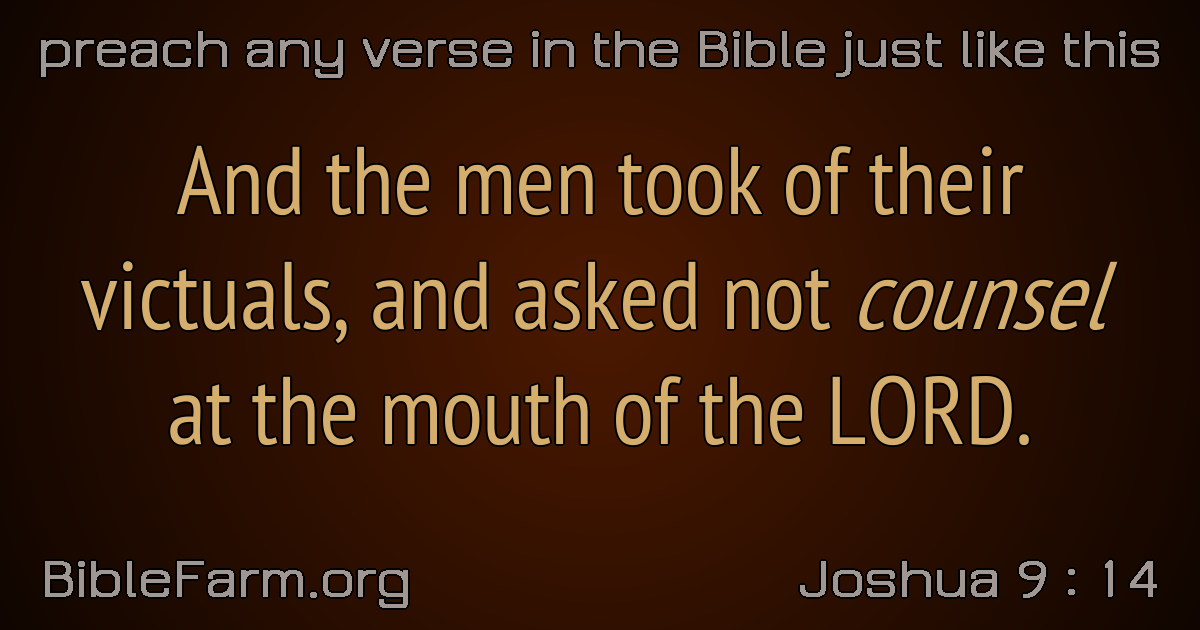 preach any verse in the Bible just like this
And the men took of their
victuals, and asked not counsel
at the mouth of the LORD.
BibleFarm.org
Joshua 9 : 14